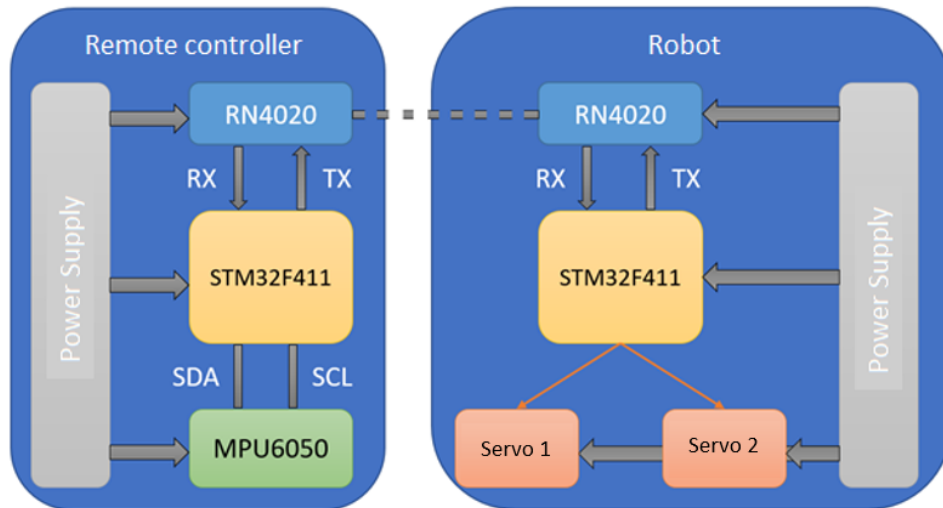 Remote controller
Power Supply
RN4020
RX
TX
STM32F411
SDA
SCL
MPU6050
Robot
RN4020
RX
TX
STM32F411
Servo 1
Servo 2
Power Supply